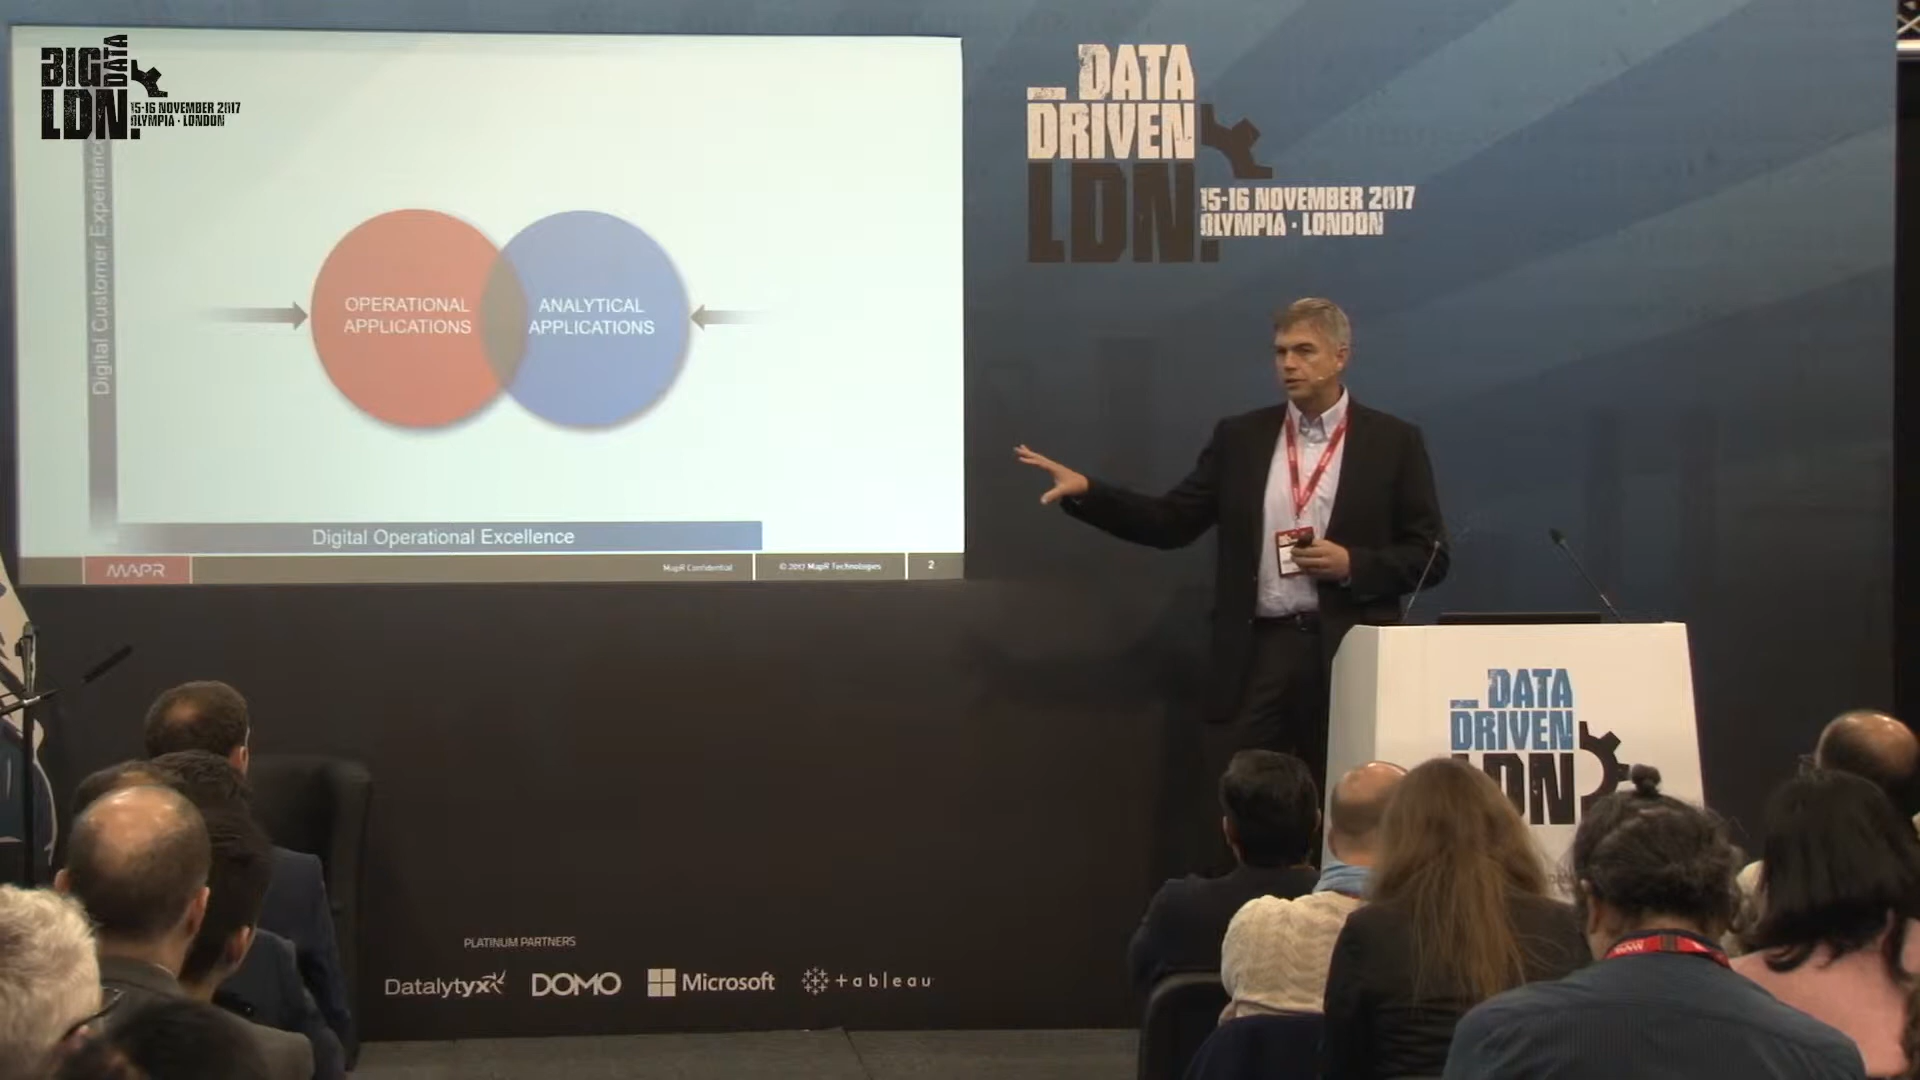 BIG DATA
LDN.
15-16 NOVEMBER 2017
OLYMPIA · LONDON
Digital Customer Experience
OPERATIONAL
APPLICATIONS
ANALYTICAL
APPLICATIONS
Digital Operational Excellence
MAPR
MapR Confidential
© 2017 MapR Technologies
2
_ DATA
DRIVEN
LDN.
15-16 NOVEMBER 2017
OLYMPIA · LONDON
_ DATA
DRIVEN
LDN
PLATINUM PARTNERS
Datalytyx
DOMO
Microsoft
+ a b l e a u